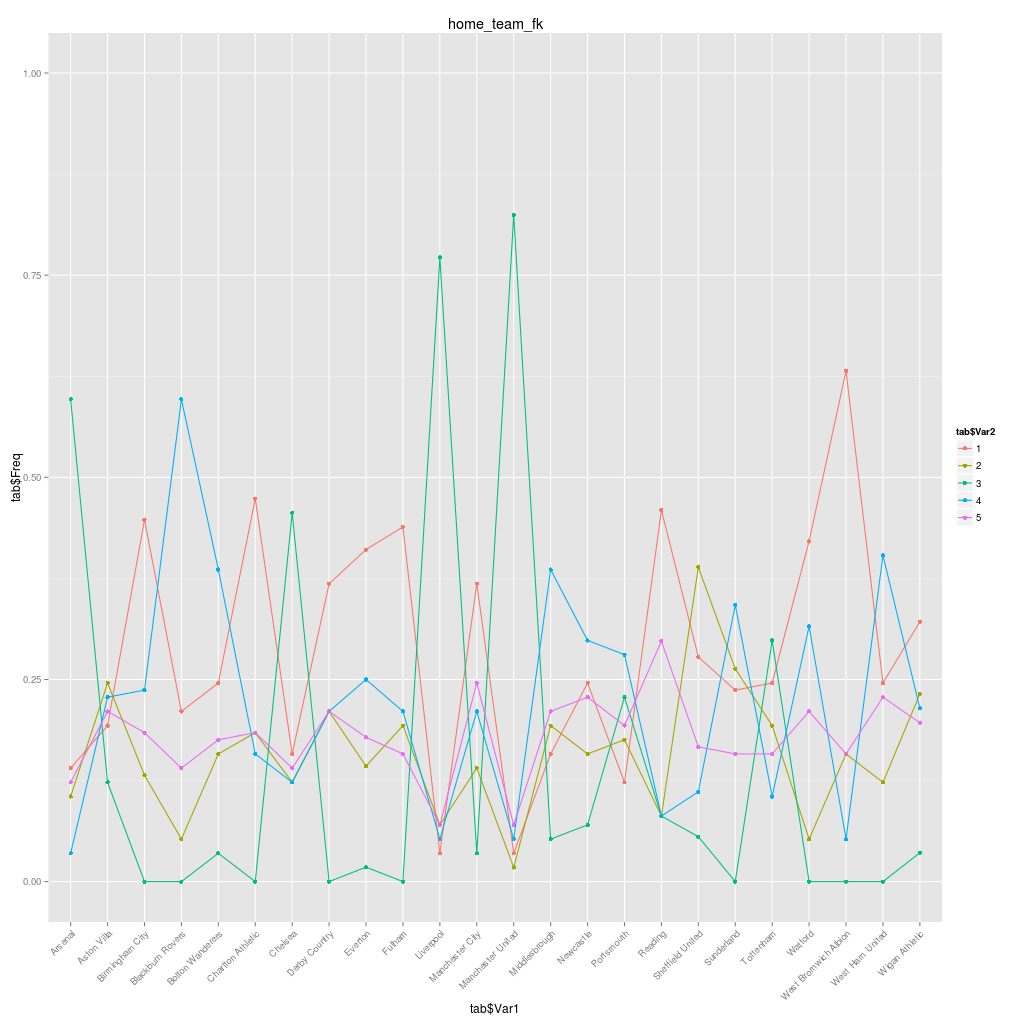 home_team_fk
1.00
0.75
0.50
0.25
0.00
tab$Freq
Arsenal
Aston Villa
Birmingham City
Blackburn Rovers
Bolton Wanderers
Charlton Athletic
Chelsea
Derby Country
Everton
Fulham
Liverpool
Manchester City
Manchester United
Middlesbrough
Newcastle
Portsmouth
Reading
Sheffield United
Sunderland
Tottenham
Watford
West Bromwich Albion
West Ham United
Wigan Athletic
tab$Var1
tab$Var2
1
2
3
4
5